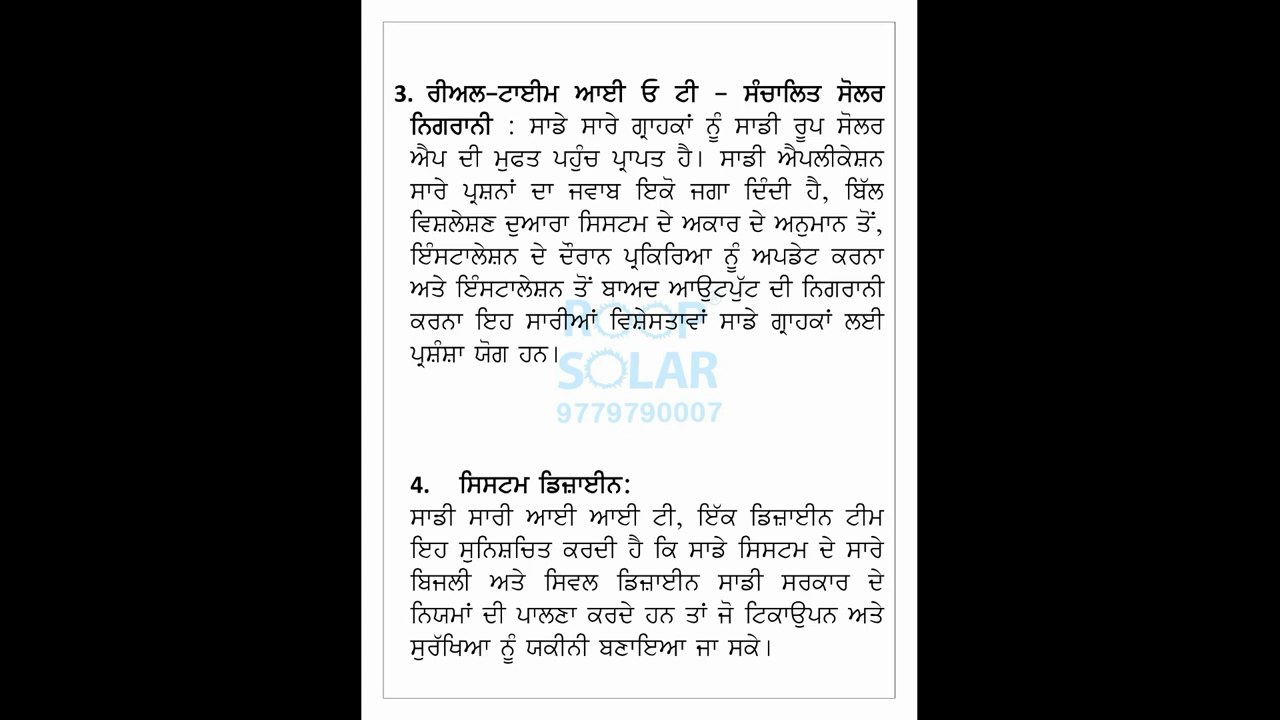 3. ਰੀਅਲ-ਟਾਈਮ ਆਈ ਓ ਟੀ - ਸੰਚਾਲਿਤ ਸੋਲਰ
ਨਿਗਰਾਨੀ : ਸਾਡੇ ਸਾਰੇ ਗ੍ਰਾਹਕਾਂ ਨੂੰ ਸਾਡੀ ਰੂਪ ਸੋਲਰ
ਐਪ ਦੀ ਮੁਫਤ ਪਹੁੰਚ ਪ੍ਰਾਪਤ ਹੈ। ਸਾਡੀ ਐਪਲੀਕੇਸ਼ਨ
ਸਾਰੇ ਪ੍ਰਸ਼ਨਾਂ ਦਾ ਜਵਾਬ ਇਕੋ ਜਗਾ ਦਿੰਦੀ ਹੈ, ਬਿੱਲ
ਵਿਸ਼ਲੇਸ਼ਣ ਦੁਆਰਾ ਸਿਸਟਮ ਦੇ ਅਕਾਰ ਦੇ ਅਨੁਮਾਨ ਤੋਂ,
ਇੰਸਟਾਲੇਸ਼ਨ ਦੇ ਦੌਰਾਨ ਪ੍ਰਕਿਰਿਆ ਨੂੰ ਅਪਡੇਟ ਕਰਨਾ
ਅਤੇ ਇੰਸਟਾਲੇਸ਼ਨ ਤੋਂ ਬਾਅਦ ਆਉਟਪੁੱਟ ਦੀ ਨਿਗਰਾਨੀ
ਕਰਨਾ ਇਹ ਸਾਰੀਆਂ ਵਿਸ਼ੇਸਤਾਵਾਂ ਸਾਡੇ ਗ੍ਰਾਹਕਾਂ ਲਈ
ਪ੍ਰਸ਼ੰਸ਼ਾ ਯੋਗ ਹਨ।
ROOP
SOLAR
9779790007
4. ਸਿਸਟਮ ਡਿਜ਼ਾਈਨ:
ਸਾਡੀ ਸਾਰੀ ਆਈ ਆਈ ਟੀ, ਇੱਕ ਡਿਜ਼ਾਈਨ ਟੀਮ
ਇਹ ਸੁਨਿਸ਼ਚਿਤ ਕਰਦੀ ਹੈ ਕਿ ਸਾਡੇ ਸਿਸਟਮ ਦੇ ਸਾਰੇ
ਬਿਜਲੀ ਅਤੇ ਸਿਵਲ ਡਿਜ਼ਾਈਨ ਸਾਡੀ ਸਰਕਾਰ ਦੇ
ਨਿਯਮਾਂ ਦੀ ਪਾਲਣਾ ਕਰਦੇ ਹਨ ਤਾਂ ਜੋ ਟਿਕਾਉਪਨ ਅਤੇ
ਸੁਰੱਖਿਆ ਨੂੰ ਯਕੀਨੀ ਬਣਾਇਆ ਜਾ ਸਕੇ।